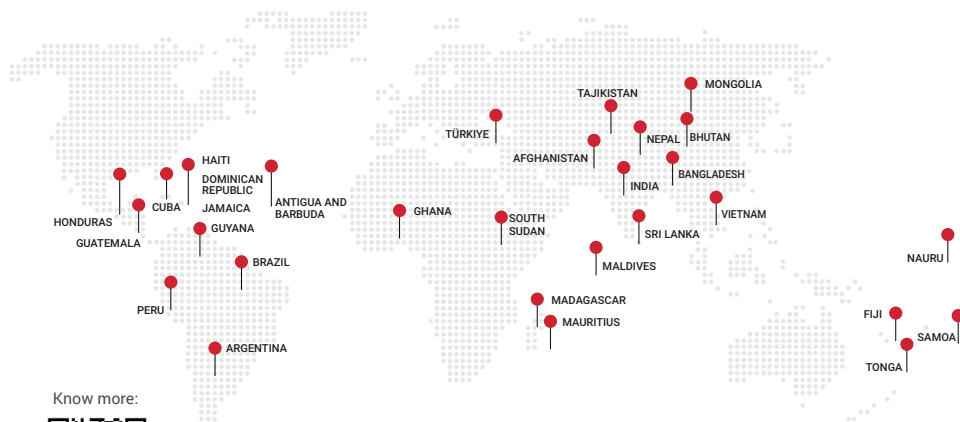 MONGOLIA
TAJIKISTAN
TÜRKIYE
NEPAL
BHUTAN
AFGHANISTAN
HAITI
DOMINICAN
REPUBLIC
JAMAICA
BANGLADESH
INDIA
CUBA
ANTIGUA AND
BARBUDA
HONDURAS
GUATEMALA
GHANA
SOUTH
SUDAN
VIETNAM
GUYANA
SRI LANKA
BRAZIL
MALDIVES
NAURU
PERU
MADAGASCAR
MAURITIUS
FIJI
SAMOA
ARGENTINA
TONGA
Know more: